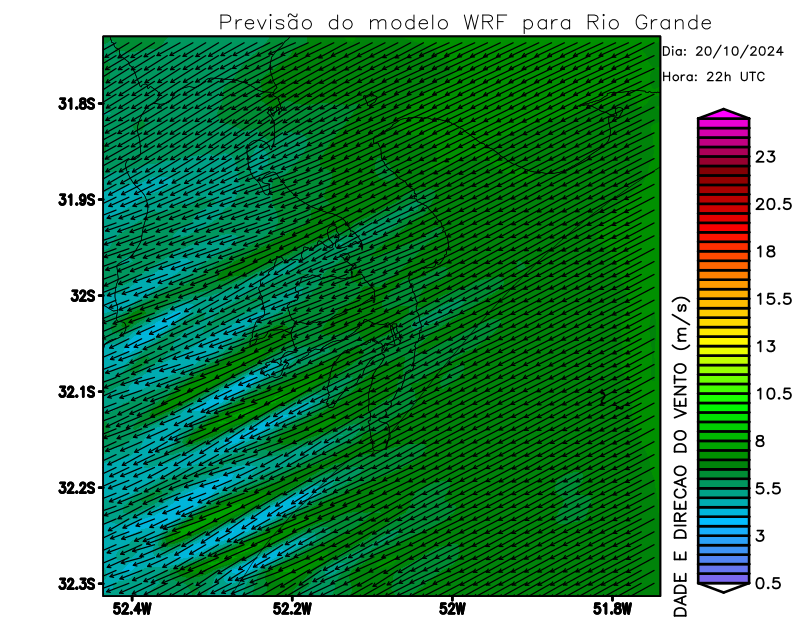 Previsão do modelo WRF para Rio Grande
Dia: 20/10/2024
Hora: 22h UTC
31.8S
31.9S
32S
32.1S
32.2S
32.3S
52.4W
52.2W
52W
51.8W
23
20.5
18
15.5
13
10.5
8
5.5
3
0.5
DADE E DIRECAO DO VENTO (m/s)